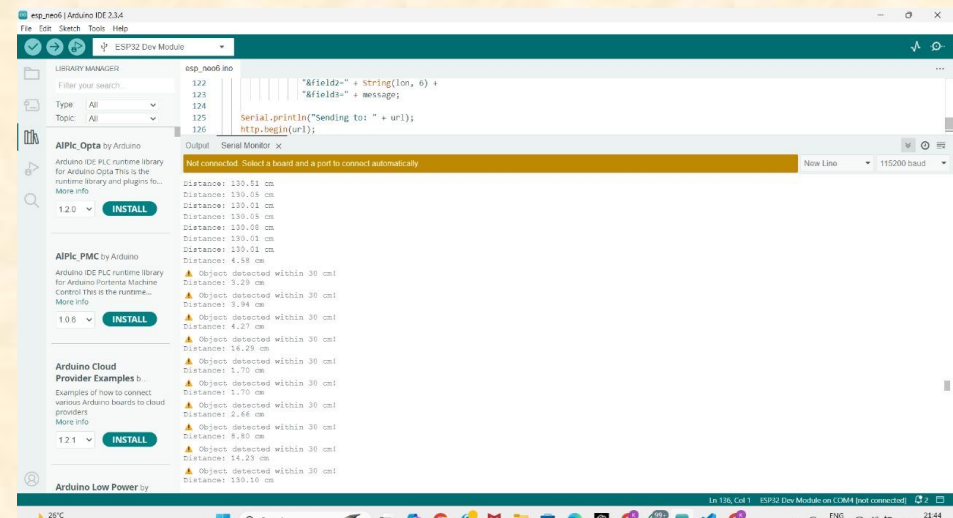 esp_neo6 | Arduino IDE 2.3.4
File Edit Sketch Tools Help
ESP32 Dev Module
LIBRARY MANAGER
Filter your search...
Type: All
Topic: All
AlPlc_Opta by Arduino
Arduino IDE PLC runtime library
for Arduino Opta This is the
runtime library and plugins fo...
More info
1.2.0 INSTALL
AlPlc_PMC by Arduino
Arduino IDE PLC runtime library
for Arduino Portenta Machine
Control This is the runtime...
More info
1.0.6 INSTALL
Arduino Cloud
Provider Examples b...
Examples of how to connect
various Arduino boards to cloud
providers
More info
1.2.1 INSTALL
Arduino Low Power by
esp_neo6.ino
122 "&field2=" + String(lon, 6) +
123 "&field3=" + message;
124
125 Serial.println("Sending to: " + url);
126 http.begin(url);
Output Serial Monitor x
Not connected. Select a board and a port to connect automatically.
New Line 115200 baud
Distance: 130.51 cm
Distance: 130.05 cm
Distance: 130.01 cm
Distance: 130.05 cm
Distance: 130.08 cm
Distance: 130.01 cm
Distance: 130.01 cm
Distance: 4.58 cm
⚠ Object detected within 30 cm!
Distance: 3.29 cm
⚠ Object detected within 30 cm!
Distance: 3.94 cm
⚠ Object detected within 30 cm!
Distance: 4.27 cm
⚠ Object detected within 30 cm!
Distance: 16.29 cm
⚠ Object detected within 30 cm!
Distance: 1.70 cm
⚠ Object detected within 30 cm!
Distance: 1.70 cm
⚠ Object detected within 30 cm!
Distance: 2.66 cm
⚠ Object detected within 30 cm!
Distance: 8.80 cm
⚠ Object detected within 30 cm!
Distance: 14.29 cm
⚠ Object detected within 30 cm!
Distance: 130.10 cm
Ln 136, Col 1 ESP32 Dev Module on COM4 [not connected] 2
26°C
99+
ENG
21:44